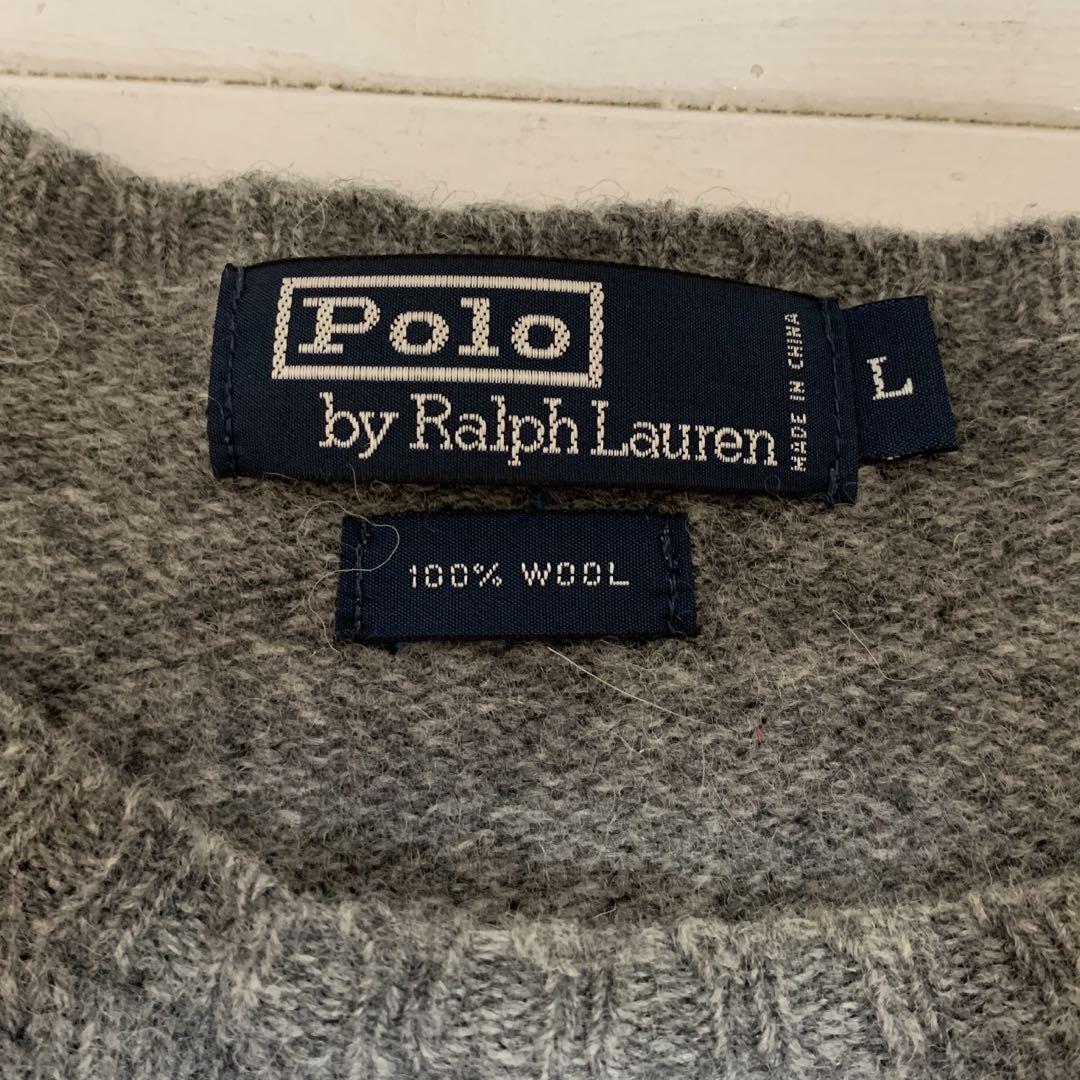 Polo
by Ralph Lauren
MADE IN CHINA
L
100% WOOL